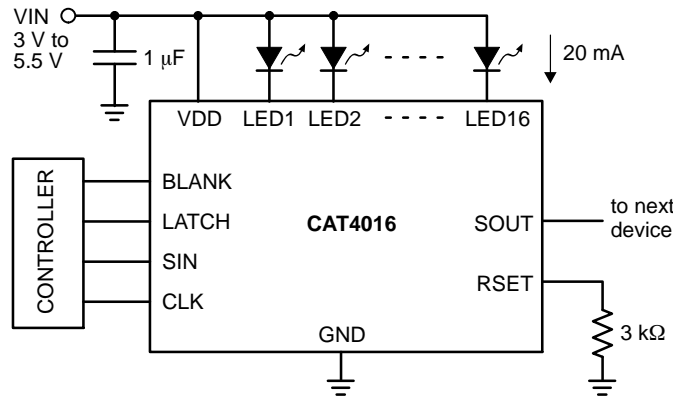 VIN
3 V to
5.5 V
1 μF
20 mA
VDD LED1 LED2 LED16
CONTROLLER
BLANK
LATCH
SIN
CLK
CAT4016
SOUT
RSET
GND
to next
device
3 kΩ